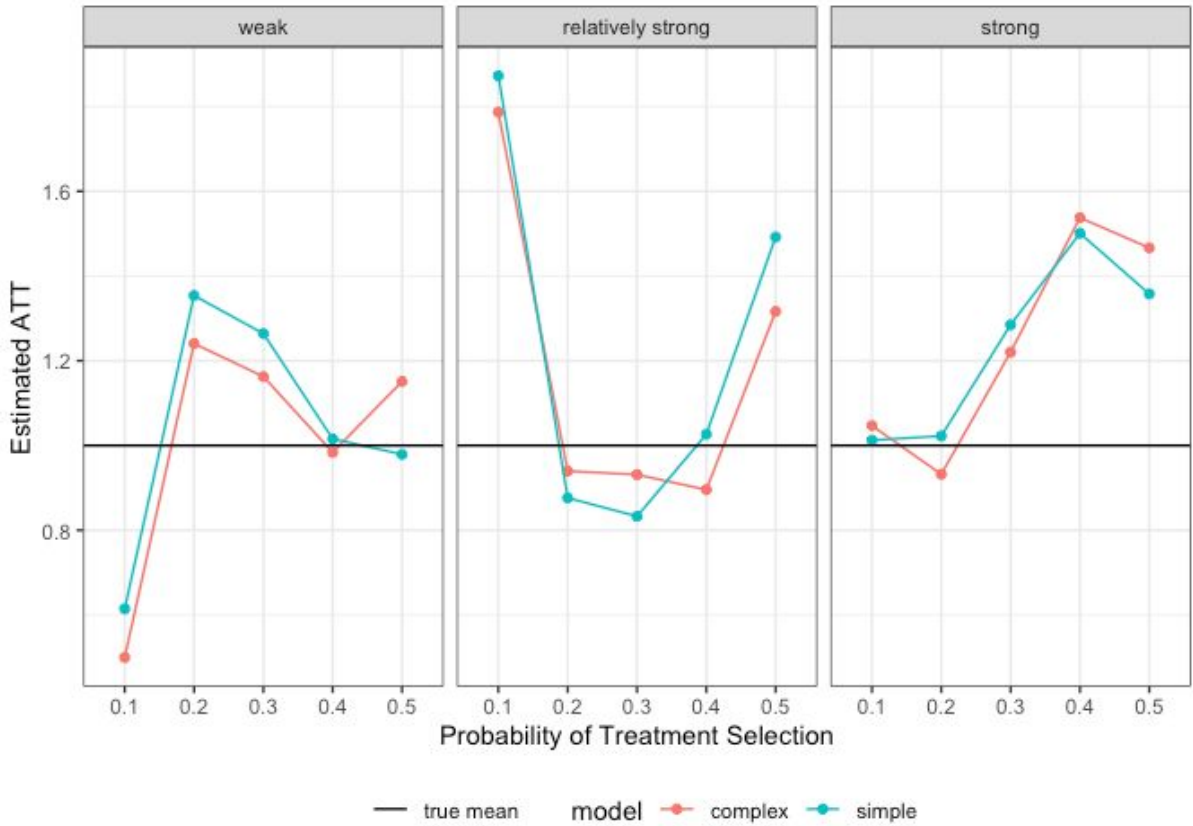 weak
relatively strong
strong
Estimated ATT
1.6
1.2
0.8
0.1 0.2 0.3 0.4 0.5 0.1 0.2 0.3 0.4 0.5 0.1 0.2 0.3 0.4 0.5
Probability of Treatment Selection
true mean model complex simple